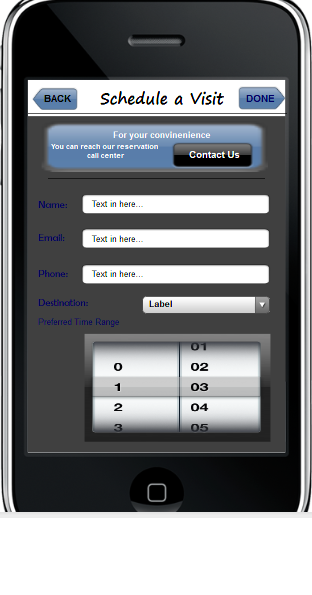 BACK
Schedule a Visit
DONE
For your convinenience
You can reach our reservation
call center
Contact Us
Name:
Text in here...
Email:
Text in here...
Phone:
Text in here...
Destination:
Label
Preferred Time Range
01
0 02
1 03
2 04
3 05